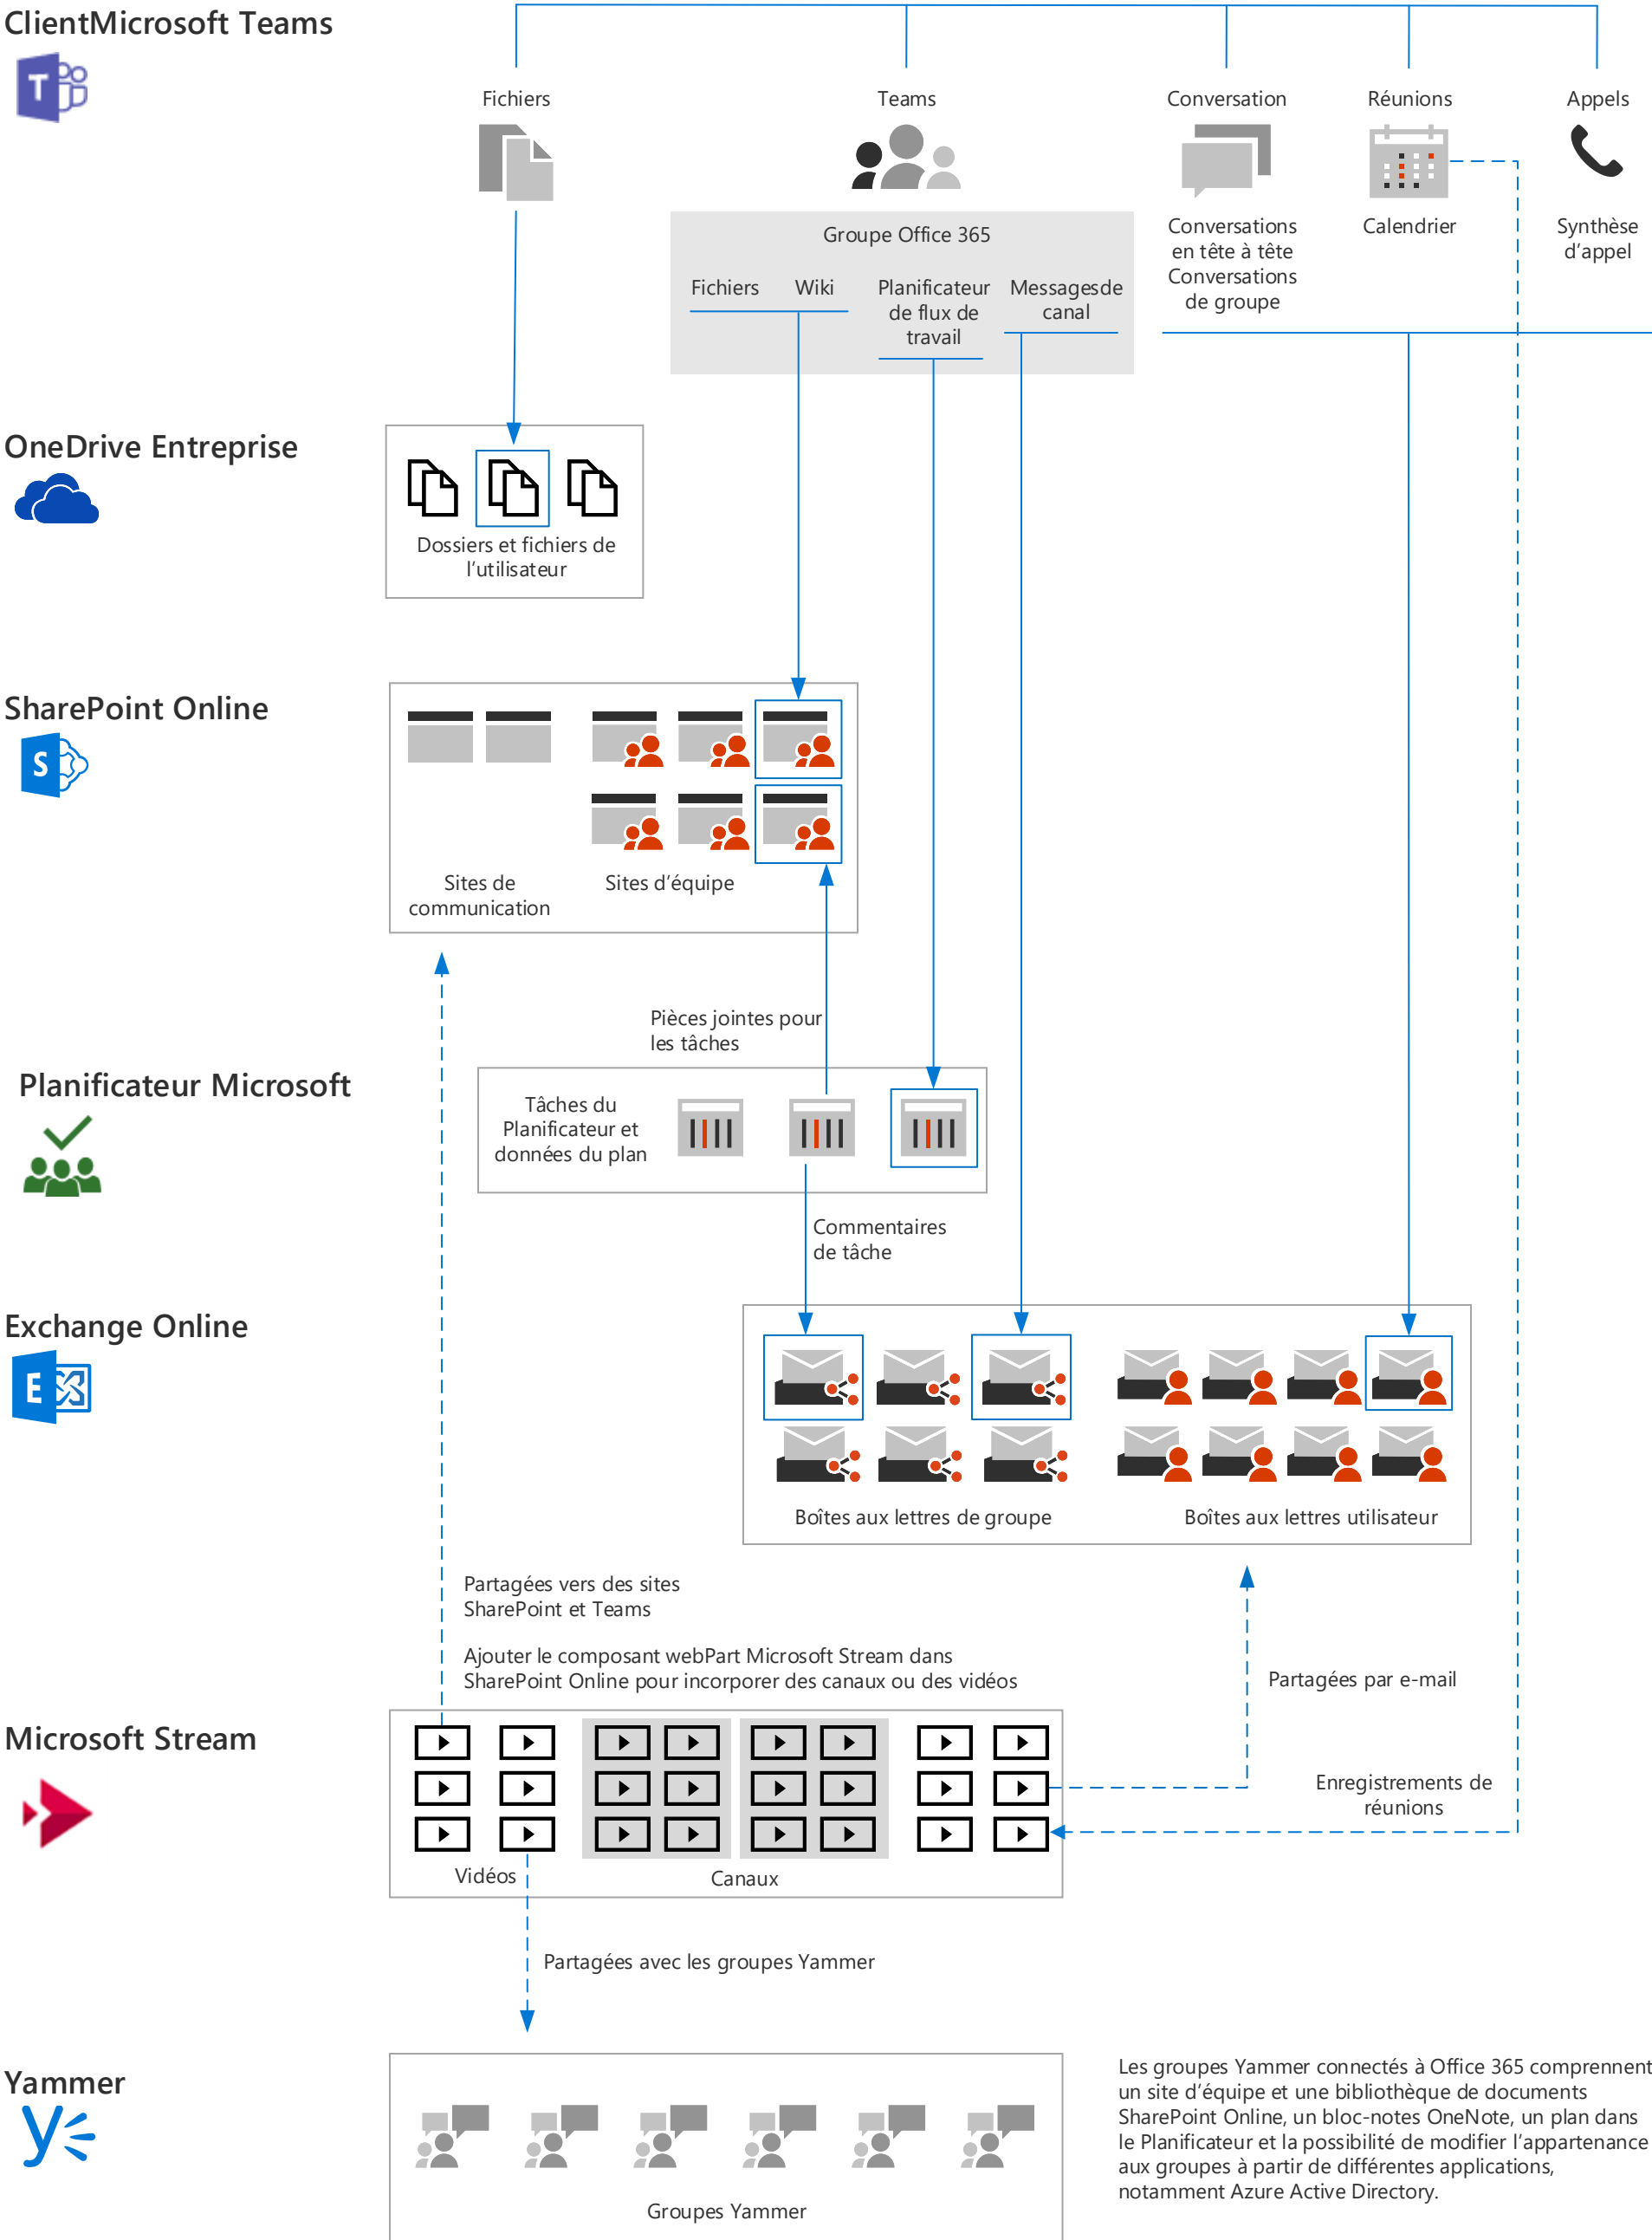 ClientMicrosoft Teams
Fichiers
Teams
Conversation
Réunions
Appels
Groupe Office 365
Fichiers
Wiki
Planificateur
de flux de
travail
Messagesde
canal
Conversations
en tête à tête
Conversations
de groupe
Calendrier
Synthèse
d’appel
OneDrive Entreprise
Dossiers et fichiers de
l’utilisateur
SharePoint Online
Sites de
communication
Sites d’équipe
Pièces jointes pour
les tâches
Planificateur Microsoft
Tâches du
Planificateur et
données du plan
Commentaires
de tâche
Exchange Online
Boîtes aux lettres de groupe
Boîtes aux lettres utilisateur
Partagées vers des sites
SharePoint et Teams
Ajouter le composant webPart Microsoft Stream dans
SharePoint Online pour incorporer des canaux ou des vidéos
Partagées par e-mail
Microsoft Stream
Enregistrements de
réunions
Vidéos
Canaux
Partagées avec les groupes Yammer
Yammer
Groupes Yammer
Les groupes Yammer connectés à Office 365 comprennent
un site d’équipe et une bibliothèque de documents
SharePoint Online, un bloc-notes OneNote, un plan dans
le Planificateur et la possibilité de modifier l’appartenance
aux groupes à partir de différentes applications,
notamment Azure Active Directory.